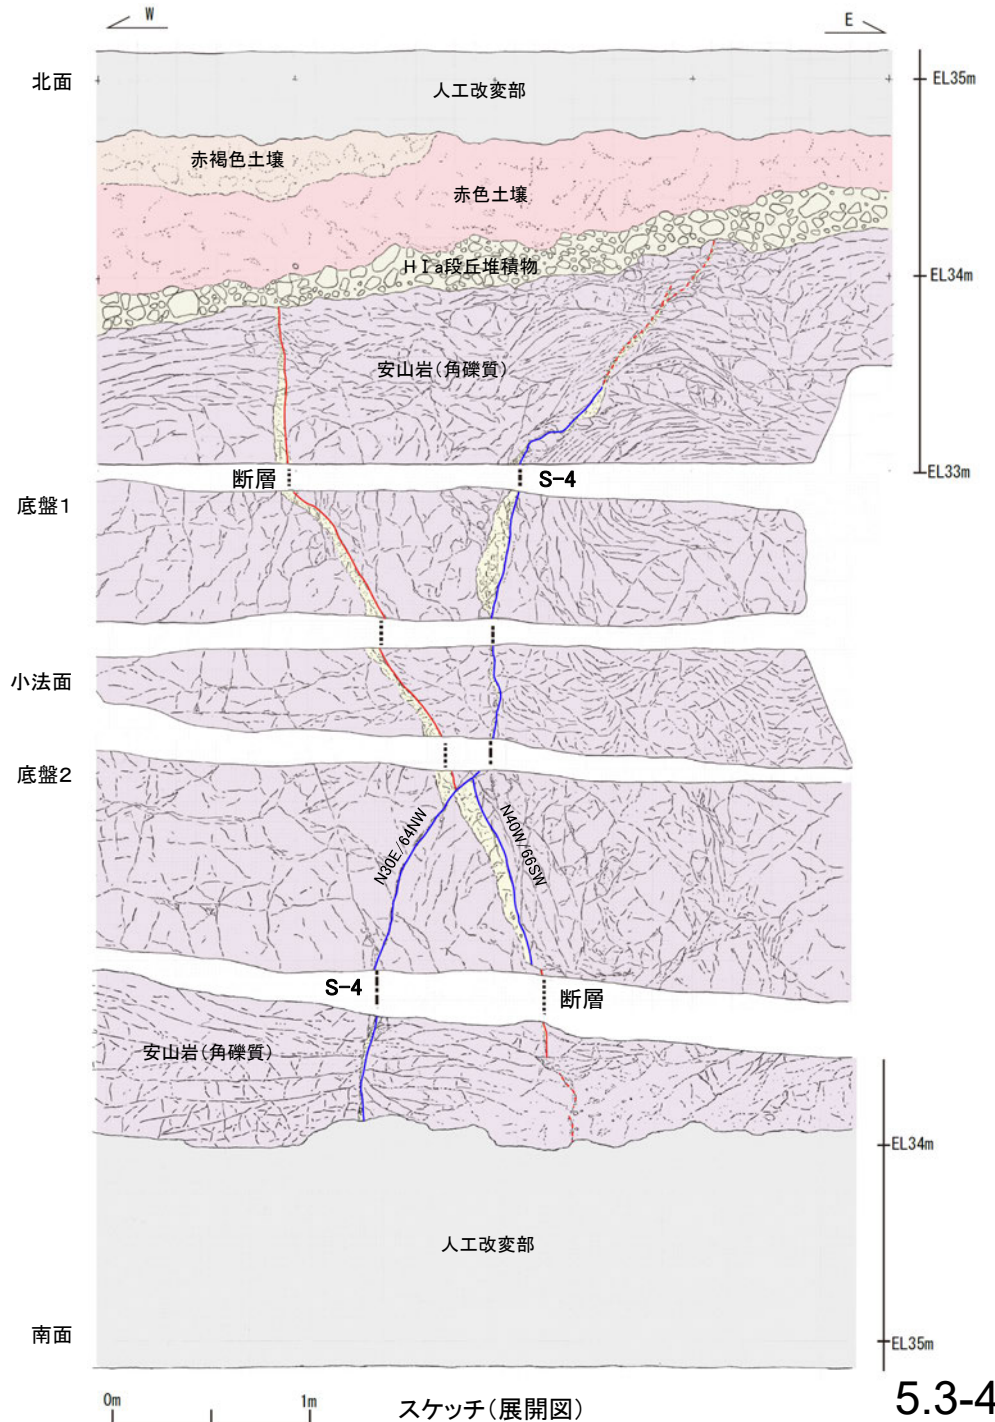 W
E
北面
EL35m
人工改変部
赤褐色土壌
赤色土壌
HⅠa段丘堆積物
EL34m
安山岩(角礫質)
EL33m
断層
S-4
底盤1
小法面
底盤2
N30E/64NW
N40W/66SW
S-4
断層
安山岩(角礫質)
EL34m
人工改変部
南面
EL35m
0m
1m
スケッチ(展開図)
5.3-4